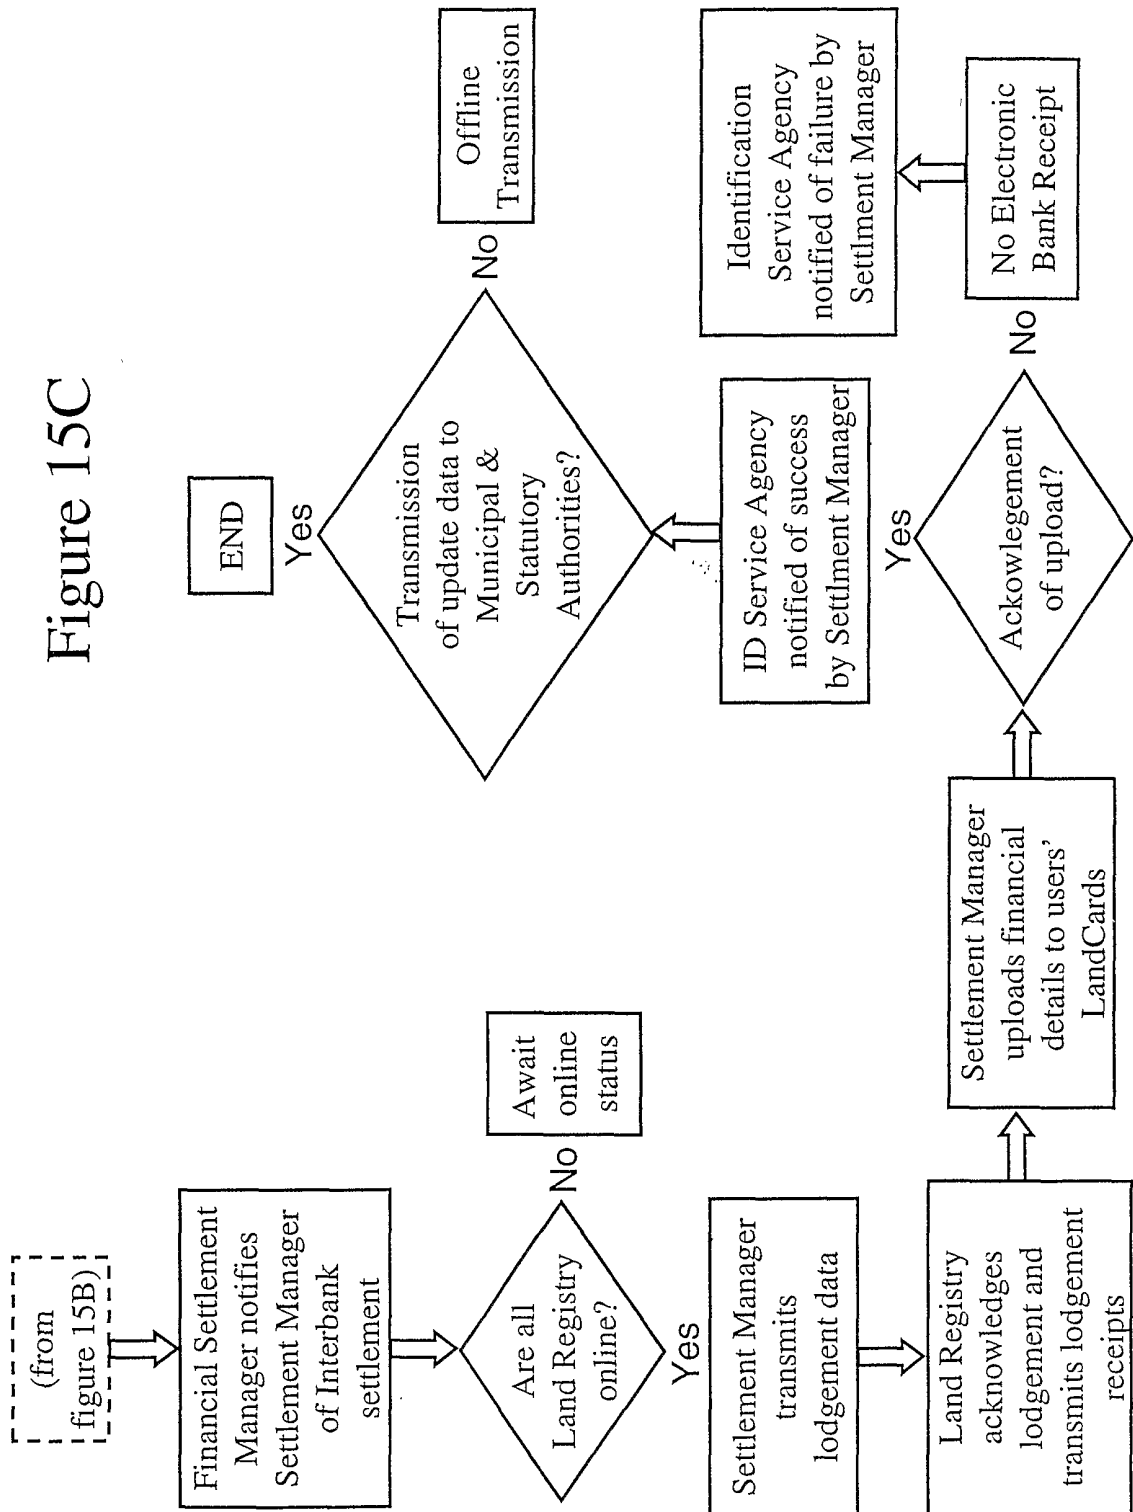 Figure 15C
(from
figure 15B)
Financial Settlement
Manager notifies
Settlement Manager
of Interbank
settlement
Are all
Land Registry
online?
No
Await
online
status
Yes
Settlement Manager
transmits
lodgement data
Land Registry
acknowledges
lodgement and
transmits lodgement
receipts
Settlement Manager
uploads financial
details to users'
LandCards
Ackowlegement
of upload?
No
No Electronic
Bank Receipt
Identification
Service Agency
notified of failure by
Settlment Manager
Yes
ID Service Agency
notified of success
by Settlment Manager
Transmission
of update data to
Municipal &
Statutory
Authorities?
No
Offline
Transmission
Yes
END